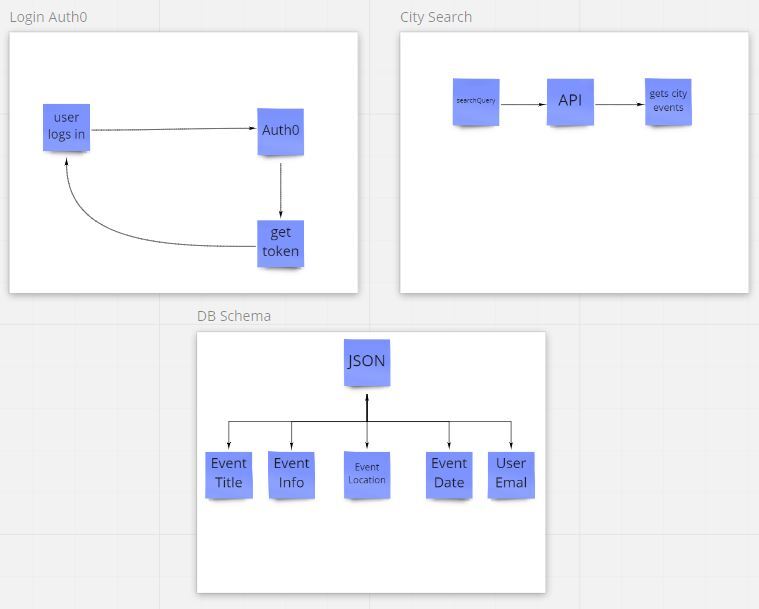 Login Auth0
user
logs in
Auth0
get
token
City Search
searchQuery
API
gets city
events
DB Schema
JSON
Event
Title
Event
Info
Event
Location
Event
Date
User
Emal